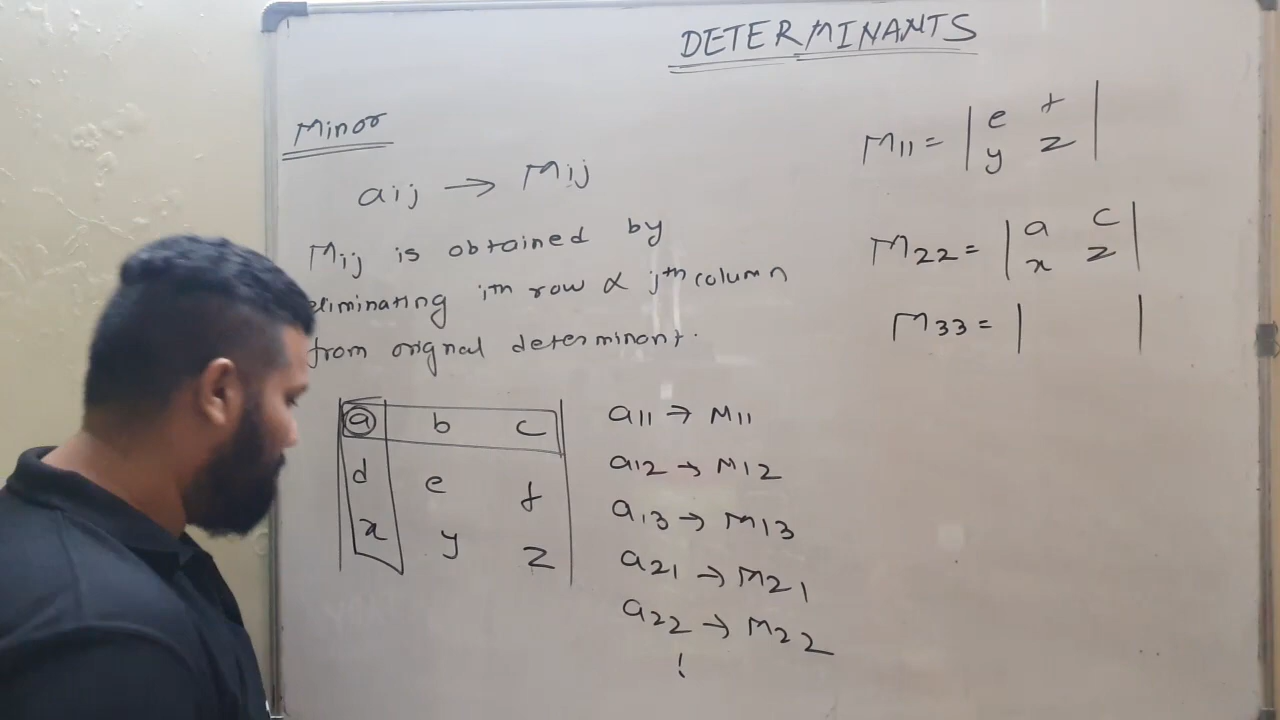 DETERMINANTS
Minor
aij → Mij
Mij is obtained by
eliminating ith row & jth column
from orignal determinant.
a b c
d e f
x y z
a11 → M11
a12 → M12
a13 → M13
a21 → M21
a22 → M22
!
M11 = | e f |
| y z |
M22 = | a c |
| x z |
M33 = | |